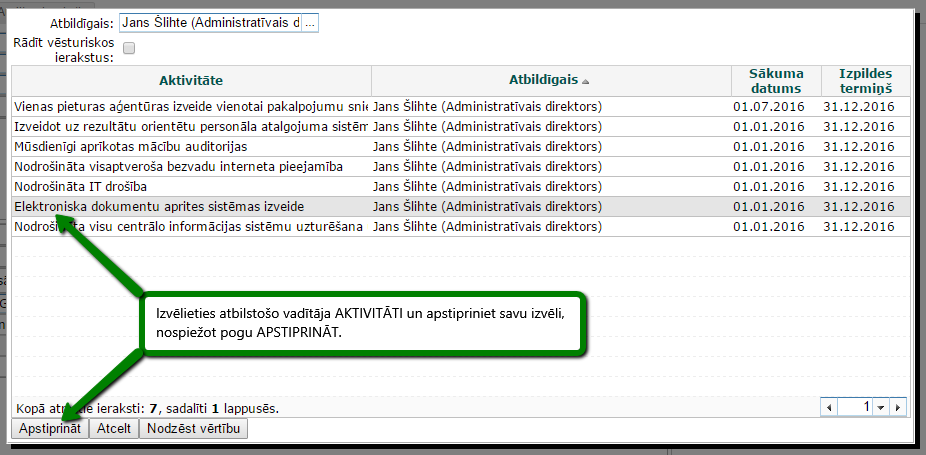 Atbildīgais: Jans Šlihte (Administratīvais d ...
Rādīt vēsturiskos
ierakstus:
Aktivitāte Atbildīgais Sākuma datums Izpildes termiņš
Vienas pieturas aģentūras izveide vienotai pakalpojumu snie Jans Šlihte (Administratīvais direktors) 01.07.2016 31.12.2016
Izveidot uz rezultātu orientētu personāla atalgojuma sistēm Jans Šlihte (Administratīvais direktors) 01.01.2016 31.12.2016
Mūsdienīgi aprīkotas mācību auditorijas Jans Šlihte (Administratīvais direktors) 01.01.2016 31.12.2016
Nodrošināta visaptveroša bezvadu interneta pieejamība Jans Šlihte (Administratīvais direktors) 01.01.2016 31.12.2016
Nodrošināta IT drošība Jans Šlihte (Administratīvais direktors) 01.01.2016 31.12.2016
Elektroniska dokumentu aprites sistēmas izveide Jans Šlihte (Administratīvais direktors) 01.01.2016 31.12.2016
Nodrošināta visu centrālo informācijas sistēmu uzturēšana Jans Šlihte (Administratīvais direktors) 01.01.2016 31.12.2016
Izvēlieties atbilstošo vadītāja AKTIVITĀTI un apstipriniet savu izvēli,
nospiežot pogu APSTIPRINĀT.
Kopā ieraksti: 7, sadalīti 1 lappusēs. 1
Apstiprināt Atcelt Nodzēst vērtību